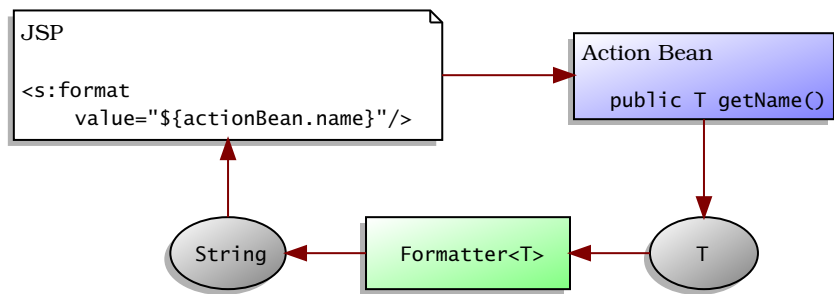 JSP
<s:format
value="${actionBean.name}"/>
Action Bean
public T getName()
String
Formatter<T>
T